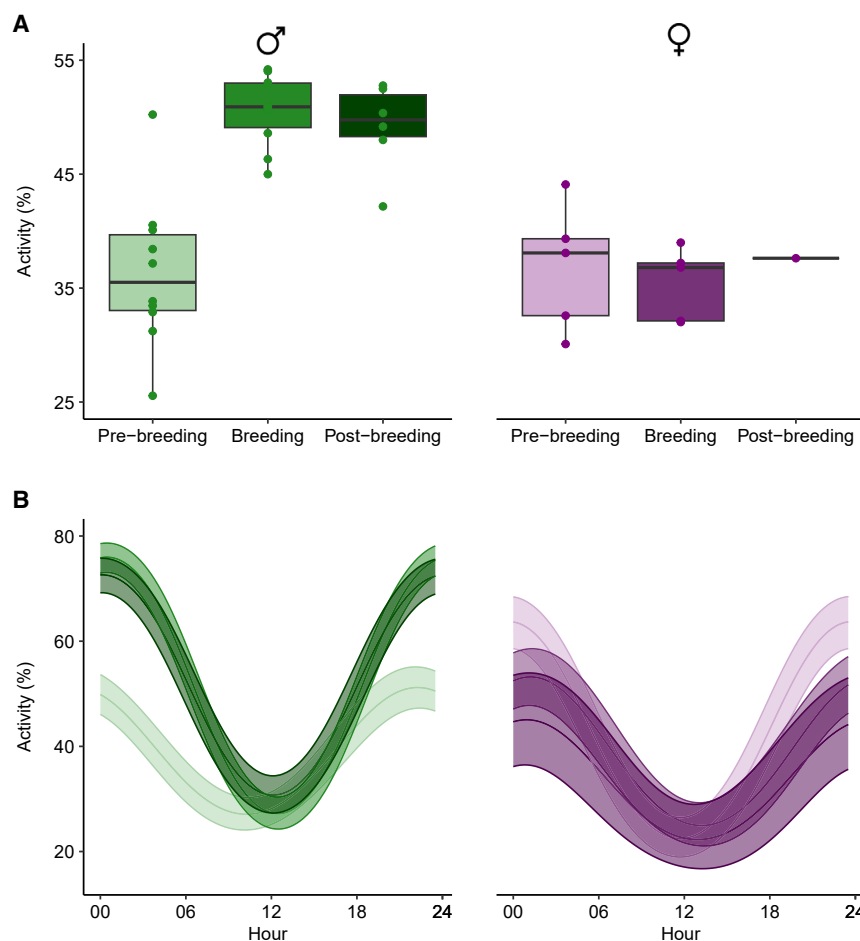 A
♂ ♀
55
45
35
25
Activity (%)
Pre−breeding Breeding Post−breeding Pre−breeding Breeding Post−breeding
B
80
60
40
20
Activity (%)
00 06 12 18 24 00 06 12 18 24
Hour Hour